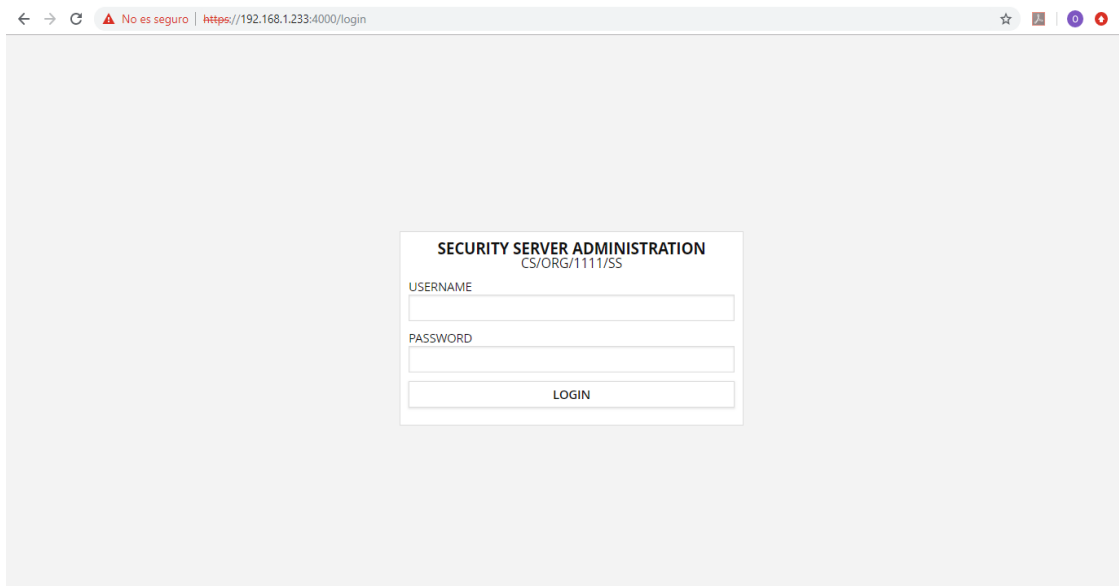 No es seguro | https://192.168.1.233:4000/login
O
SECURITY SERVER ADMINISTRATION
CS/ORG/1111/SS
USERNAME
PASSWORD
LOGIN